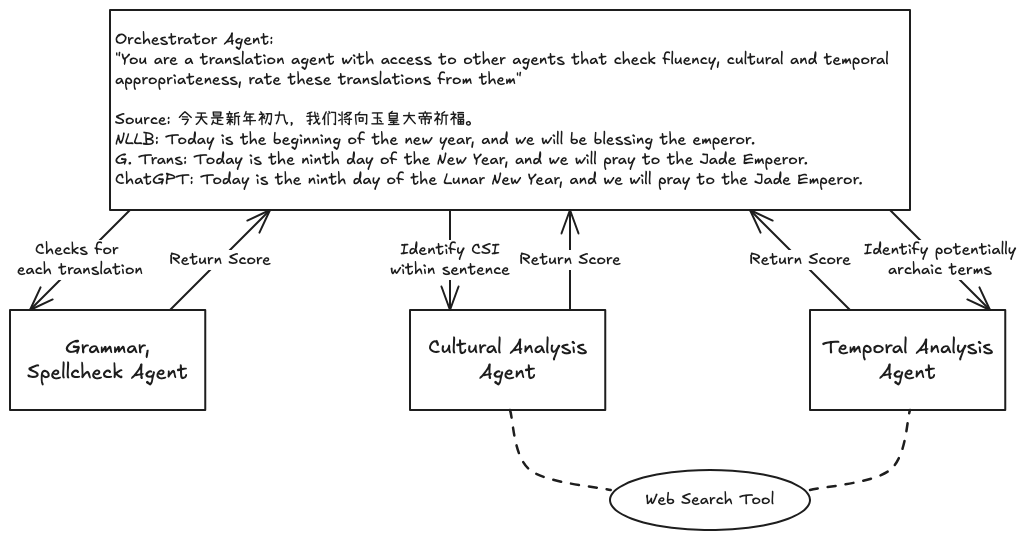 Orchestrator Agent:
"You are a translation agent with access to other agents that check fluency, cultural and temporal
appropriateness, rate these translations from them"
Source: 今天是新年初九，我们将向玉皇大帝祈福。
NLLB: Today is the beginning of the new year, and we will be blessing the emperor.
G. Trans: Today is the ninth day of the New Year, and we will pray to the Jade Emperor.
ChatGPT: Today is the ninth day of the Lunar New Year, and we will pray to the Jade Emperor.
Checks for
each translation
Return Score
Identify CSI
within sentence
Return Score
Return Score
Identify potentially
archaic terms
Grammar,
Spellcheck Agent
Cultural Analysis
Agent
Temporal Analysis
Agent
Web Search Tool